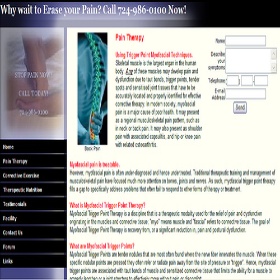 Why wait to Erase your Pain? Call 724-986-0100 Now!
STOP PAIN NOW!
CALL TODAY!
724-986-0100
Home
Pain Therapy
Corrective Exercise
Therapeutic Nutrition
Testimonials
Facility
Contact Us
Forum
Links
Back Pain
Pain Therapy
Using Trigger Point Myofascial Techniques.
Skeletal muscle is the largest organ in the human
body. Any of these muscles may develop pain and
dysfunction due to taut bands, trigger points, tender
spots and sensitized joint tissues that have to be
precisely located and properly identified for effective
corrective therapy. In modern society, myofascial
pain is a major cause of poor health. It may present
as a regional musculoskeletal pain pattern, such as
in neck or back pain. It may also present as shoulder
pain with associated capsulitis, and hip or knee pain
with related osteoarthritis.
Name
Describe
your
symptoms
Telephone
E-mail
Address
Send
Myofascial pain is treatable.
However, myofascial pain is often under-diagnosed and hence undertreated. Traditional therapeutic training and management of
musculoskeletal pain have focused much more attention on bones, joints and nerves. As such, myofascial trigger point therapy
fills a gap to specifically address problems that often fail to respond to other forms of therapy or treatment.
What is Myofascial Trigger Point Therapy?
Myofascial Trigger Point Therapy is a discipline that is a therapeutic modality used for the relief of pain and dysfunction
originating in the muscles and connective tissue. "myo" means muscle and "fascial" refers to connective tissue. The goal of
Myofascial Trigger Point Therapy is recovery from, or a significant reduction in, pain and postural dysfunction.
What are Myofascial Trigger Points?
Myofascial Trigger Points are tender nodules that are most often found where the nerve fiber innervates the muscle. When these
specific nodular points are pressed they often refer or radiate pain away from the site of pressure or "trigger". Hence, myofascial trigger
points are associated with taut bands of muscle and sensitized connective tissue that limits the ability for a muscle